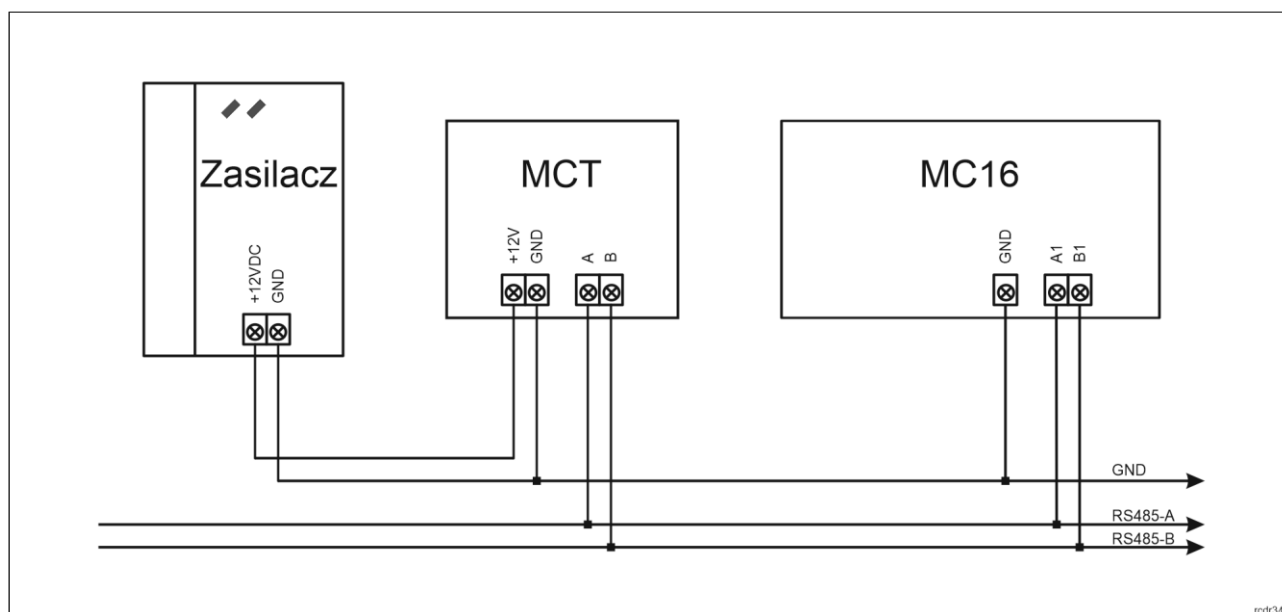 Zasilacz
+12VDC
GND
MCT
+12V
GND
A
B
MC16
GND
A1
B1
GND
RS485-A
RS485-B